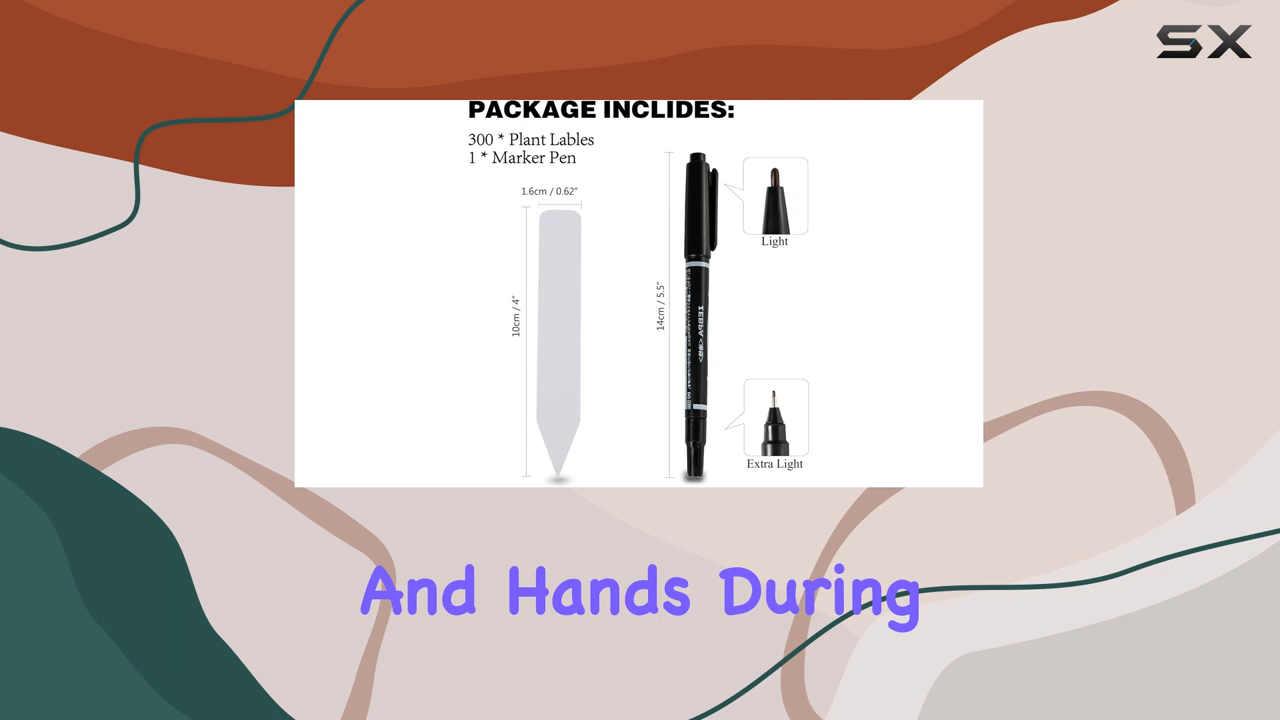 SX
PACKAGE INCLIDES:
300 * Plant Lables
1 * Marker Pen
1.6cm / 0.62"
10cm / 4"
14cm / 5.5"
Light
Extra Light
And Hands During